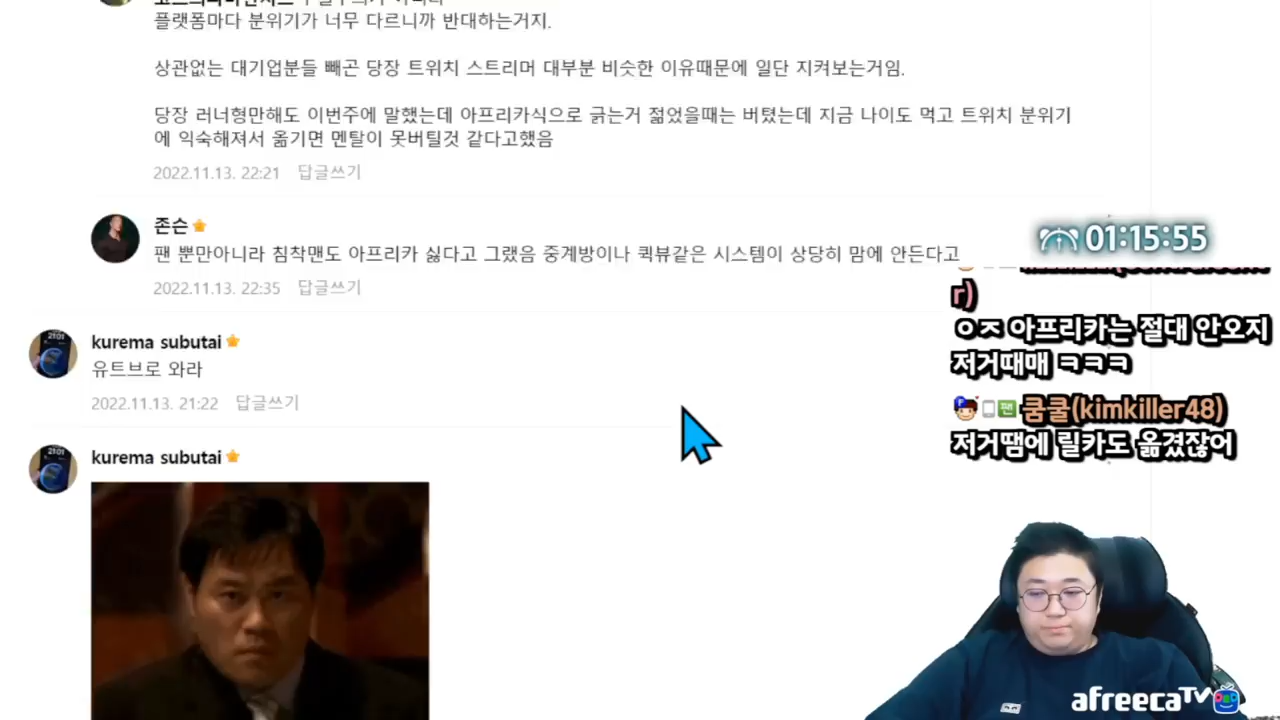 플랫폼마다 분위기가 너무 다르니까 반대하는거지.
상관없는 대기업분들 빼곤 당장 트위치 스트리머 대부분 비슷한 이유때문에 일단 지켜보는거임.
당장 러너형만해도 이번주에 말했는데 아프리카식으로 긁는거 젊었을때는 버텼는데 지금 나이도 먹고 트위치 분위기
에 익숙해져서 옮기면 멘탈이 못버틸것 같다고했음
2022.11.13. 22:21 답글쓰기
존슨
팬 뿐만아니라 침착맨도 아프리카 싫다고 그랬음 중계방이나 퀵뷰같은 시스템이 상당히 맘에 안든다고
2022.11.13. 22:35 답글쓰기
kurema subutai
유트브로 와라
2022.11.13. 21:22 답글쓰기
kurema subutai
01:15:55
r)
ㅇㅈ 아프리카는 절대 안오지
저거때매 ㅋㅋㅋ
팬 쿰쿨(kimkiller48)
저거땜에 릴카도 옮겼잖어
afreecaTV